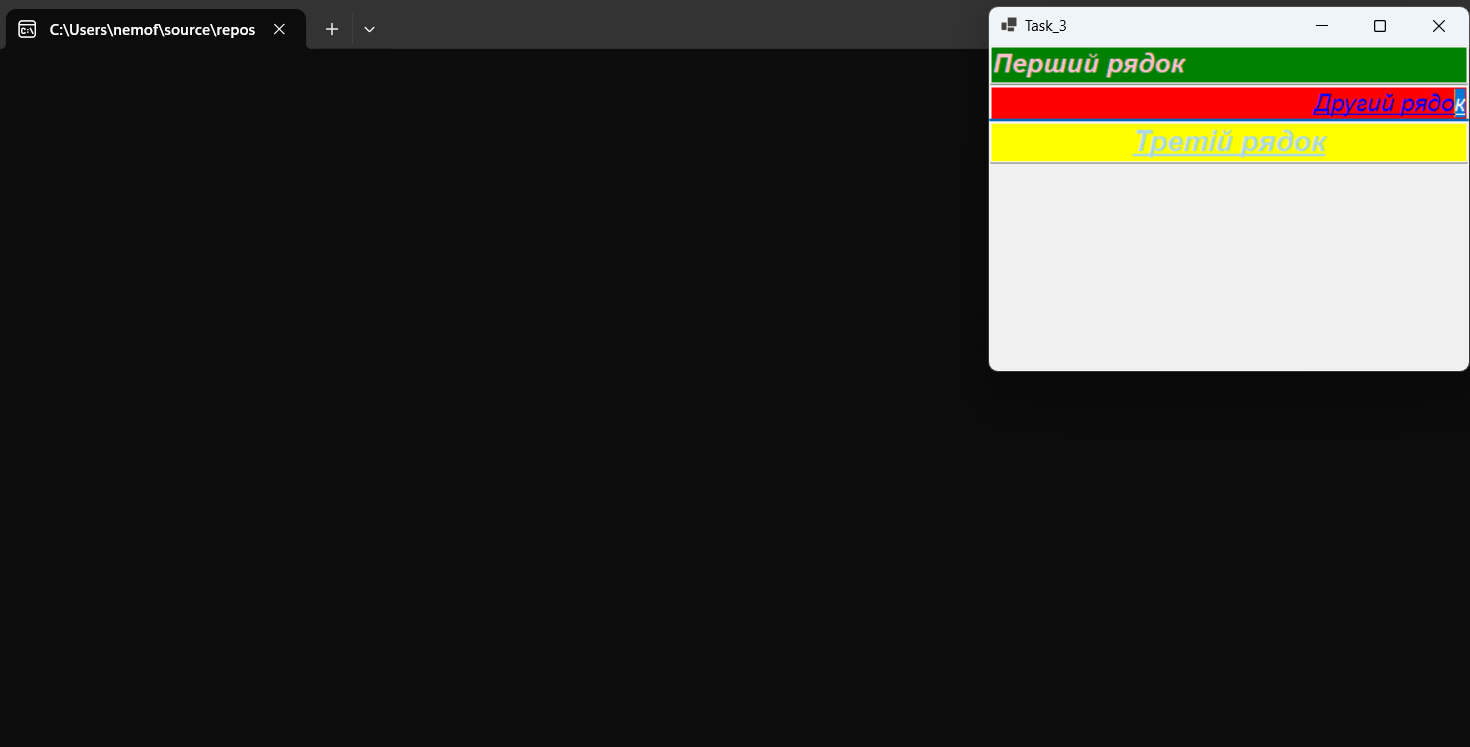 C:\Users\nemof\source\repos
Task_3
Перший рядок
Другий рядок
Третій рядок